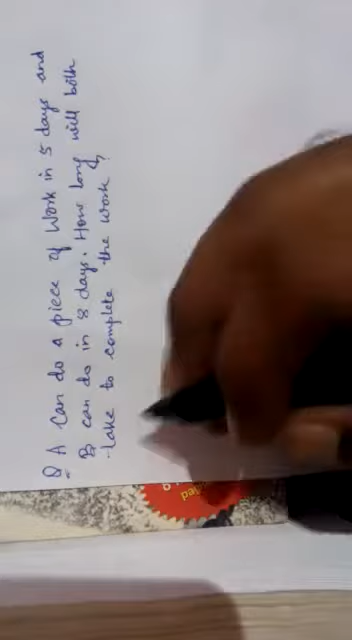 Q A can do a piece of work in 5 days and
B can do in 8 days. How long will both
take to complete the work?